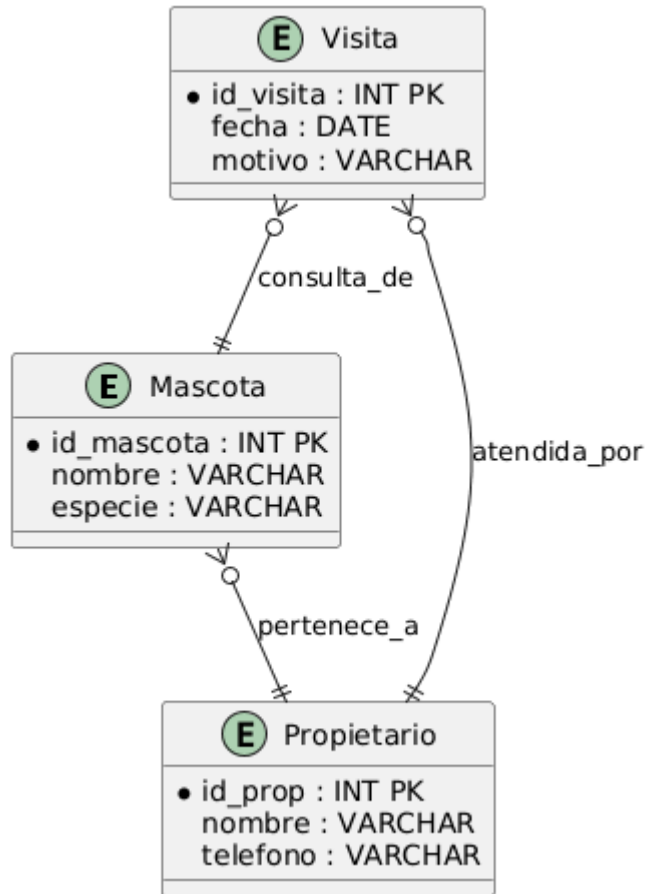 E Visita
id_visita : INT PK
fecha : DATE
motivo : VARCHAR
consulta_de
E Mascota
id_mascota : INT PK
nombre : VARCHAR
especie : VARCHAR
atendida_por
pertenece_a
E Propietario
id_prop : INT PK
nombre : VARCHAR
telefono : VARCHAR